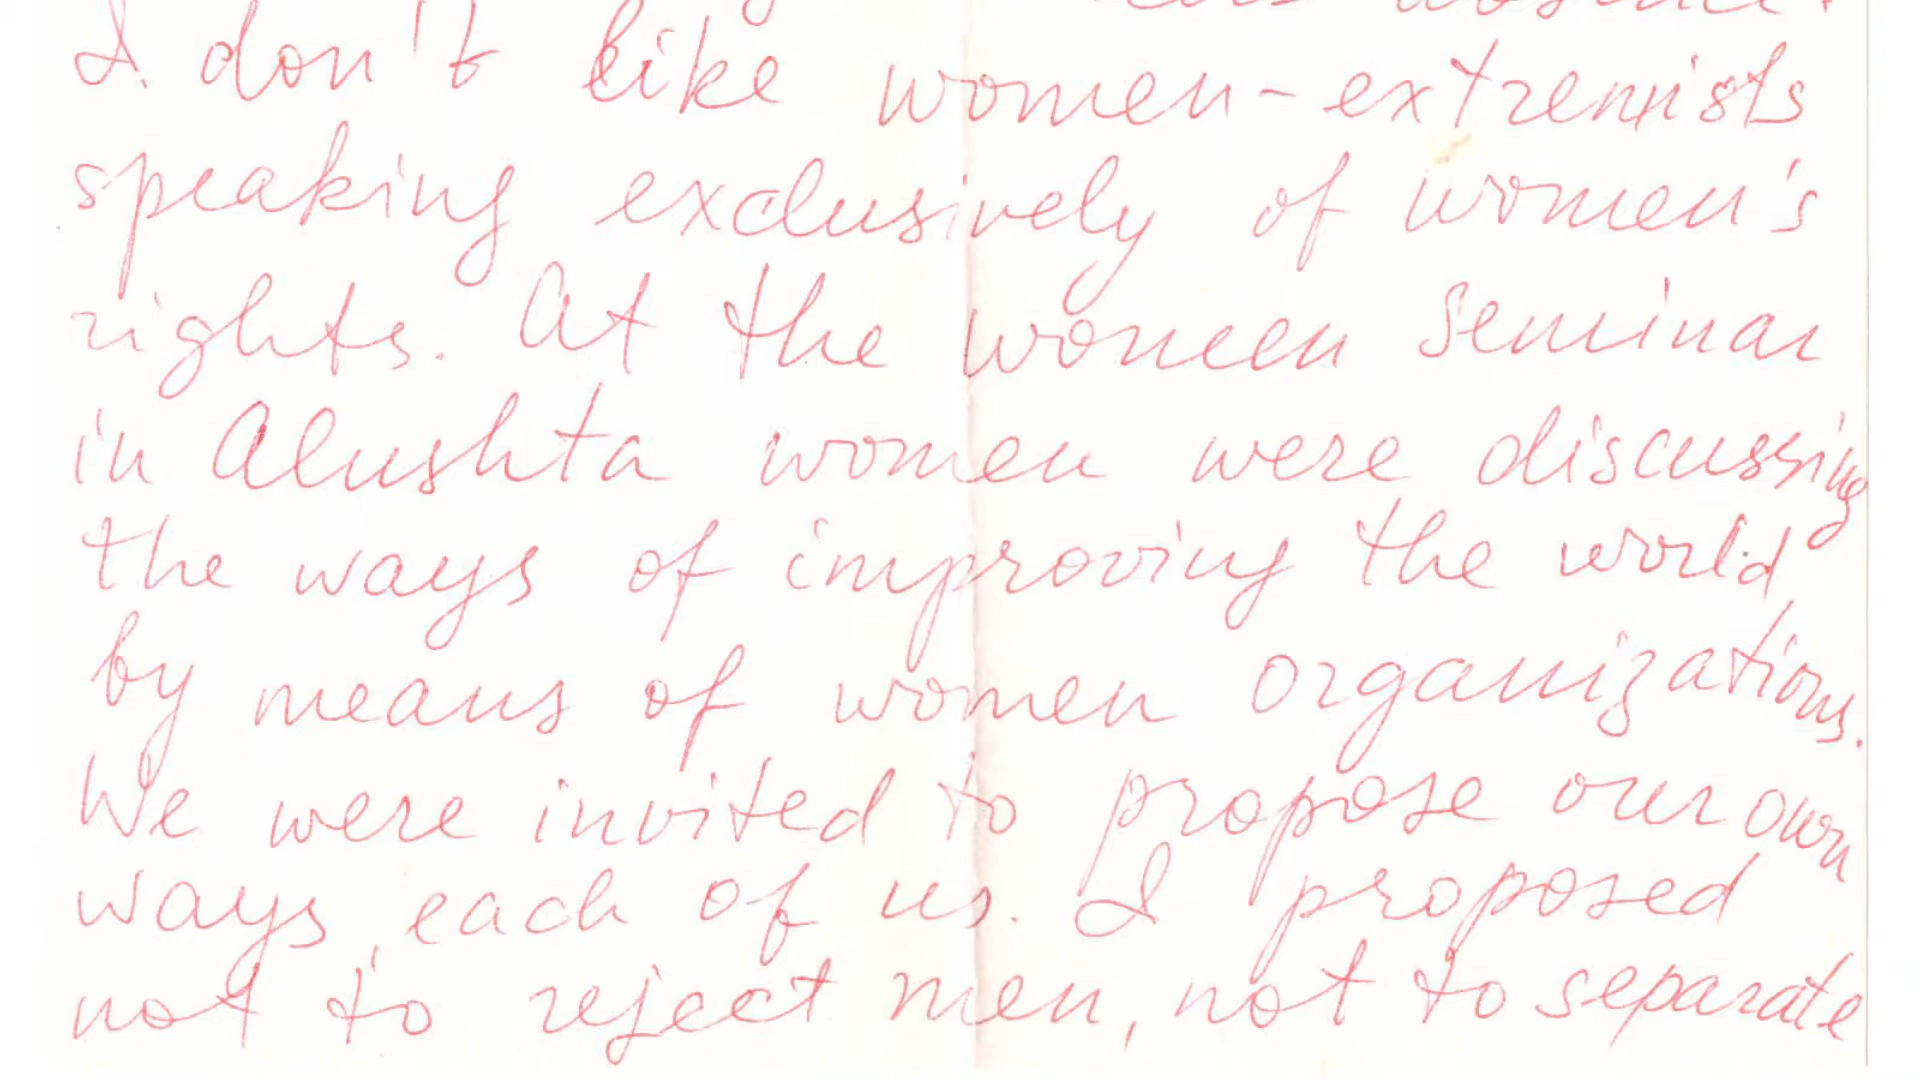 I don't like women-extremists
speaking exclusively of women's
rights. At the women seminar
in Alushta women were discussing
the ways of improving the world
by means of women organizations.
We were invited to propose our own
ways, each of us. I proposed
not to reject men, not to separate